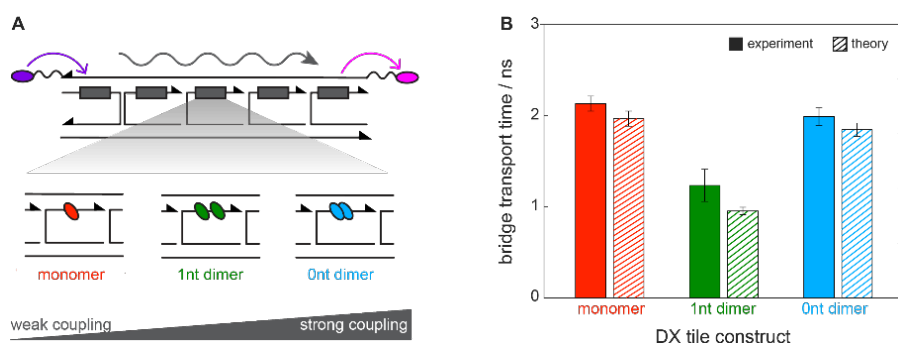 A
monomer
1nt dimer
0nt dimer
weak coupling
strong coupling
B
bridge transport time / ns
3
2
1
0
experiment
theory
monomer
1nt dimer
0nt dimer
DX tile construct